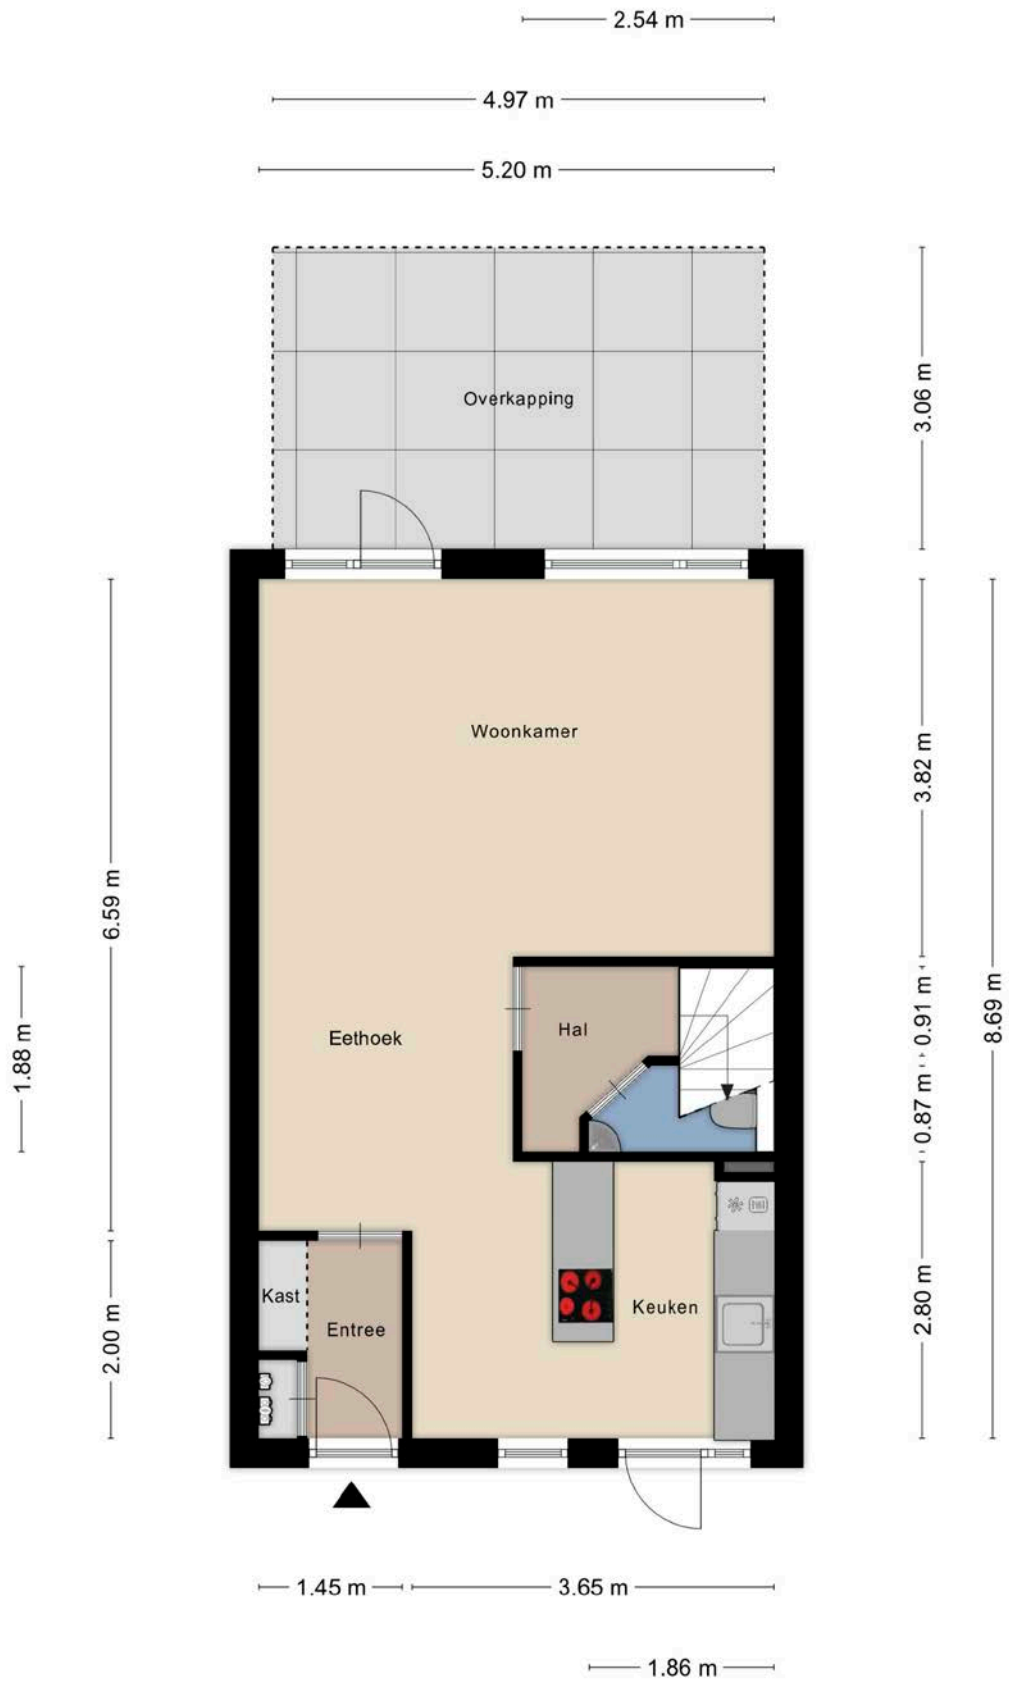 2.54 m
4.97 m
5.20 m
Overkapping
3.06 m
Woonkamer
3.82 m
6.59 m
8.69 m
1.88 m
Eethoek
Hal
0.91 m
0.87 m
Kast
Entree
Keuken
2.00 m
2.80 m
1.45 m
3.65 m
1.86 m